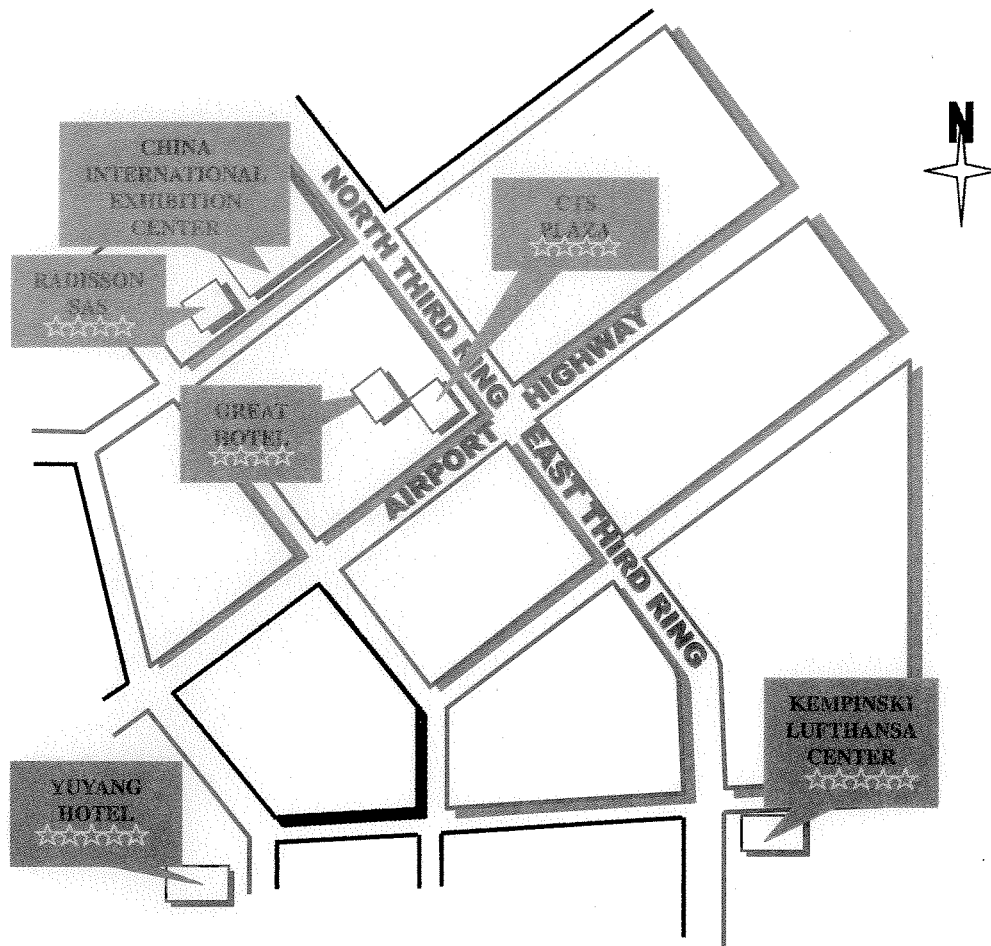 N
CHINA
INTERNATIONAL
EXHIBITION
CENTER
NORTH THIRD RING
CTS
PLAZA
☆☆☆☆☆
RADISSON
SAS
☆☆☆☆
GREAT
HOTEL
☆☆☆☆
AIRPORT HIGHWAY
EAST THIRD RING
KEMPINSKI
LUFTHANSA
CENTER
☆☆☆☆☆
YUYANG
HOTEL
☆☆☆☆☆